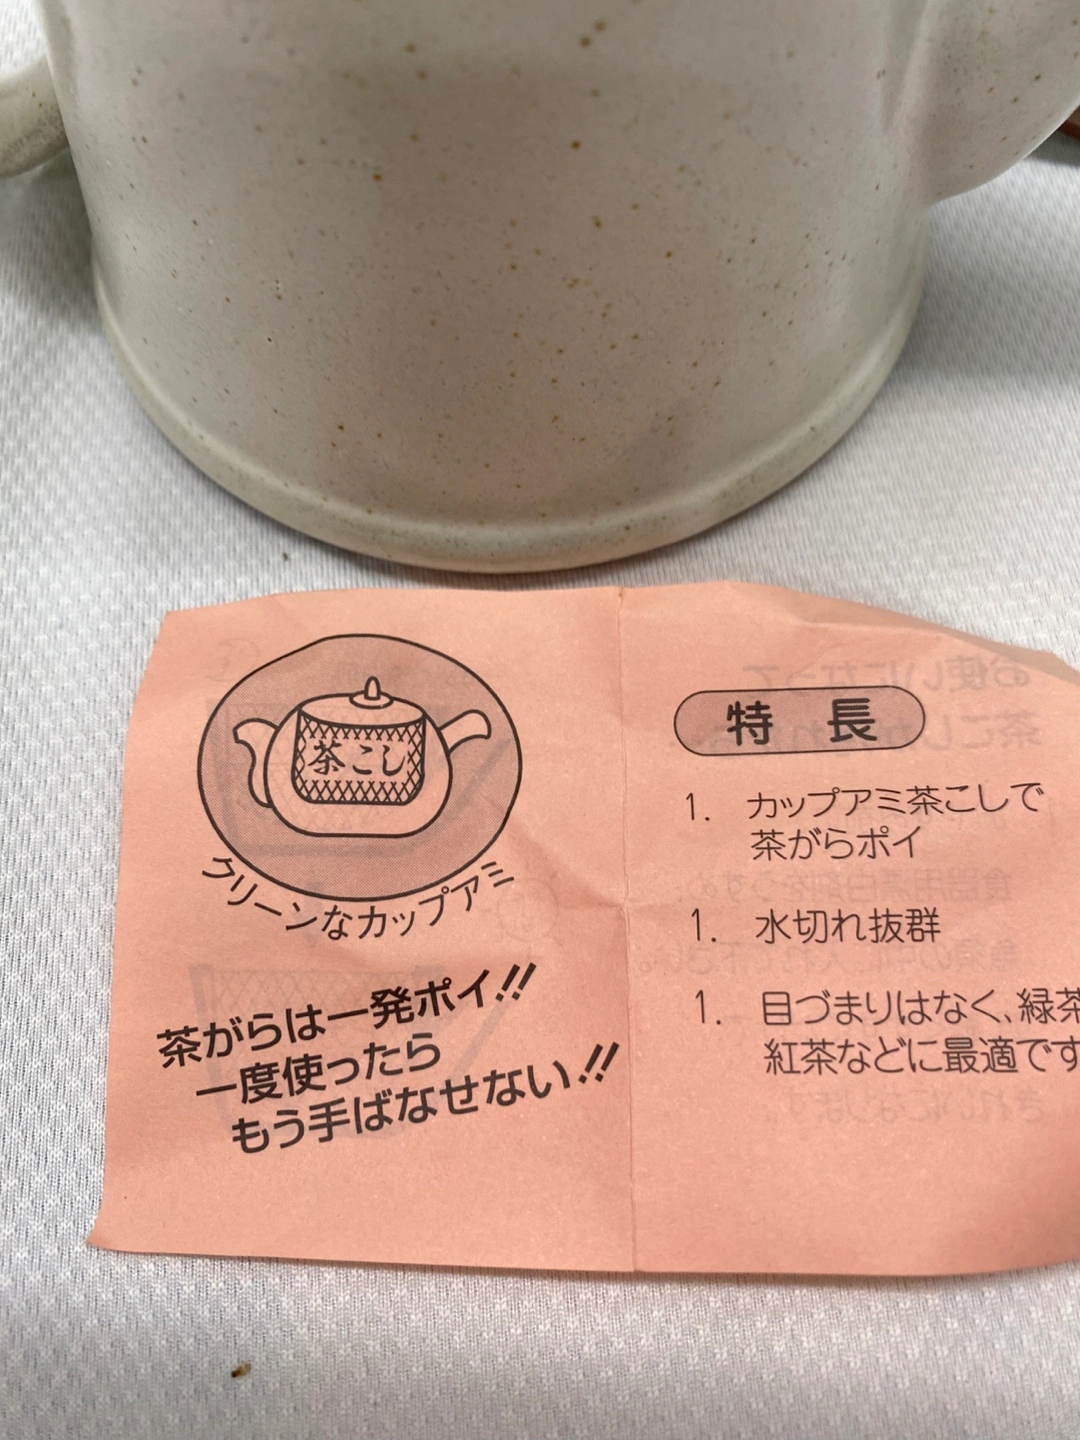 茶こし
クリーンなカップアミ
茶がらは一発ポイ!!
一度使ったら
もう手ばなせない!!
特 長
1. カップアミ茶こしで
茶がらポイ
1. 水切れ抜群
1. 目づまりはなく、緑茶
紅茶などに最適です